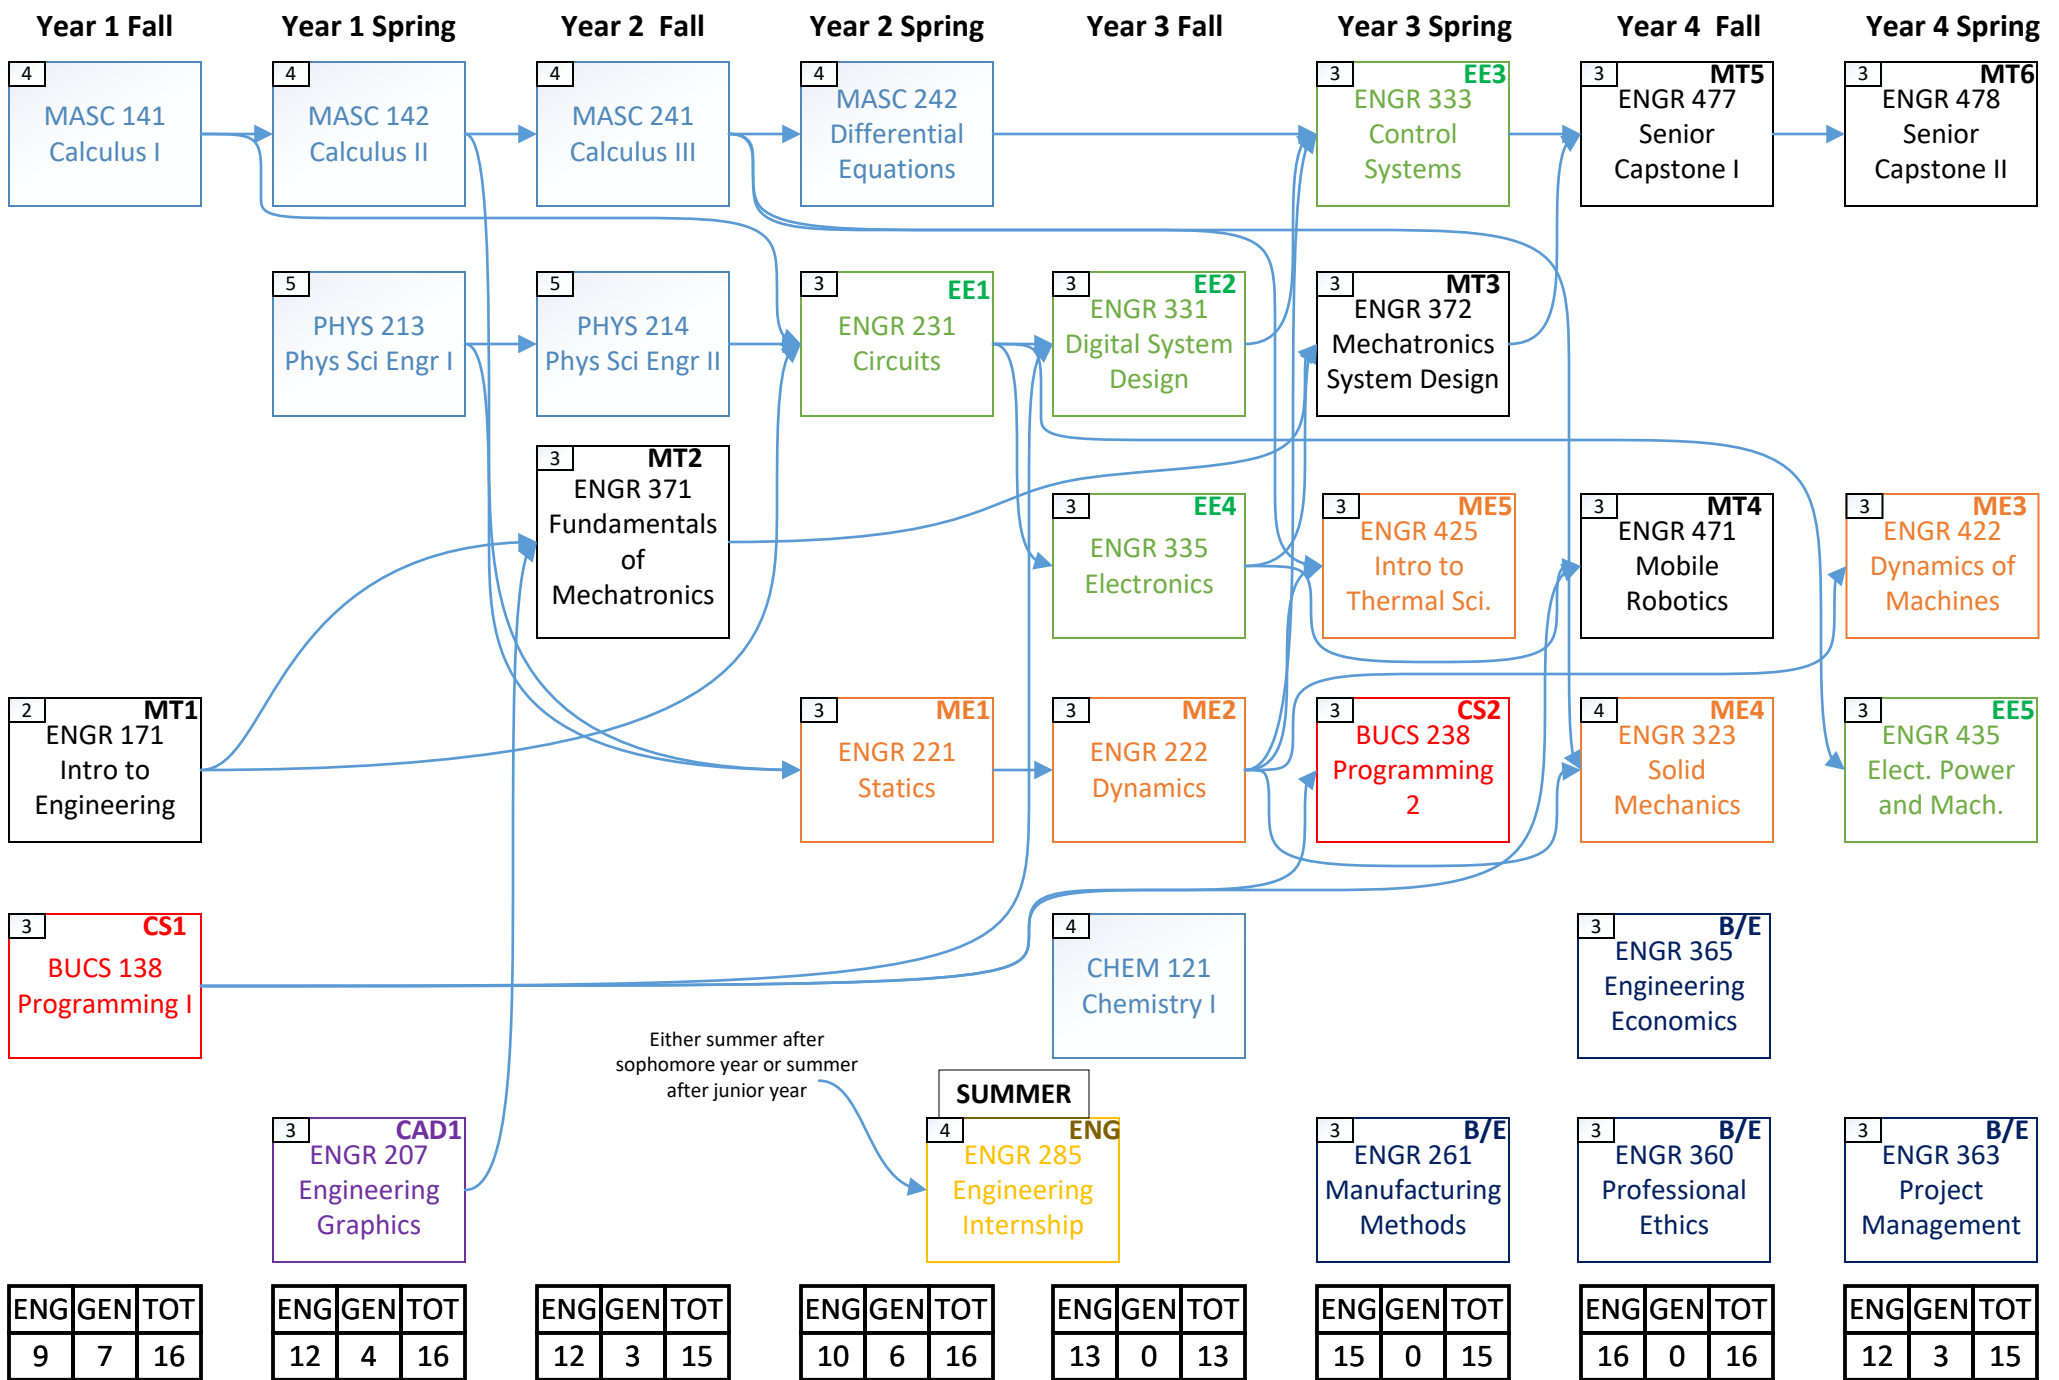 Year 1 Fall
Year 1 Spring
Year 2  Fall
Year 2 Spring
Year 3 Fall
Year 3 Spring
Year 4  Fall
Year 4 Spring
4
MASC 141
Calculus I
4
MASC 142
Calculus II
4
MASC 241
Calculus III
4
MASC 242
Differential
Equations
3 EE3
ENGR 333
Control
Systems
3 MT5
ENGR 477
Senior
Capstone I
3 MT6
ENGR 478
Senior
Capstone II
5
PHYS 213
Phys Sci Engr I
5
PHYS 214
Phys Sci Engr II
3 EE1
ENGR 231
Circuits
3 EE2
ENGR 331
Digital System
Design
3 MT3
ENGR 372
Mechatronics
System Design
3 MT2
ENGR 371
Fundamentals
of
Mechatronics
3 EE4
ENGR 335
Electronics
3 ME5
ENGR 425
Intro to
Thermal Sci.
3 MT4
ENGR 471
Mobile
Robotics
3 ME3
ENGR 422
Dynamics of
Machines
2 MT1
ENGR 171
Intro to
Engineering
3 ME1
ENGR 221
Statics
3 ME2
ENGR 222
Dynamics
3 CS2
BUCS 238
Programming
2
4 ME4
ENGR 323
Solid
Mechanics
3 EE5
ENGR 435
Elect. Power
and Mach.
3 CS1
BUCS 138
Programming I
4
CHEM 121
Chemistry I
3 B/E
ENGR 365
Engineering
Economics
Either summer after
sophomore year or summer
after junior year
SUMMER
3 CAD1
ENGR 207
Engineering
Graphics
4 ENG
ENGR 285
Engineering
Internship
3 B/E
ENGR 261
Manufacturing
Methods
3 B/E
ENGR 360
Professional
Ethics
3 B/E
ENGR 363
Project
Management
ENG GEN TOT
9 7 16
ENG GEN TOT
12 4 16
ENG GEN TOT
12 3 15
ENG GEN TOT
10 6 16
ENG GEN TOT
13 0 13
ENG GEN TOT
15 0 15
ENG GEN TOT
16 0 16
ENG GEN TOT
12 3 15